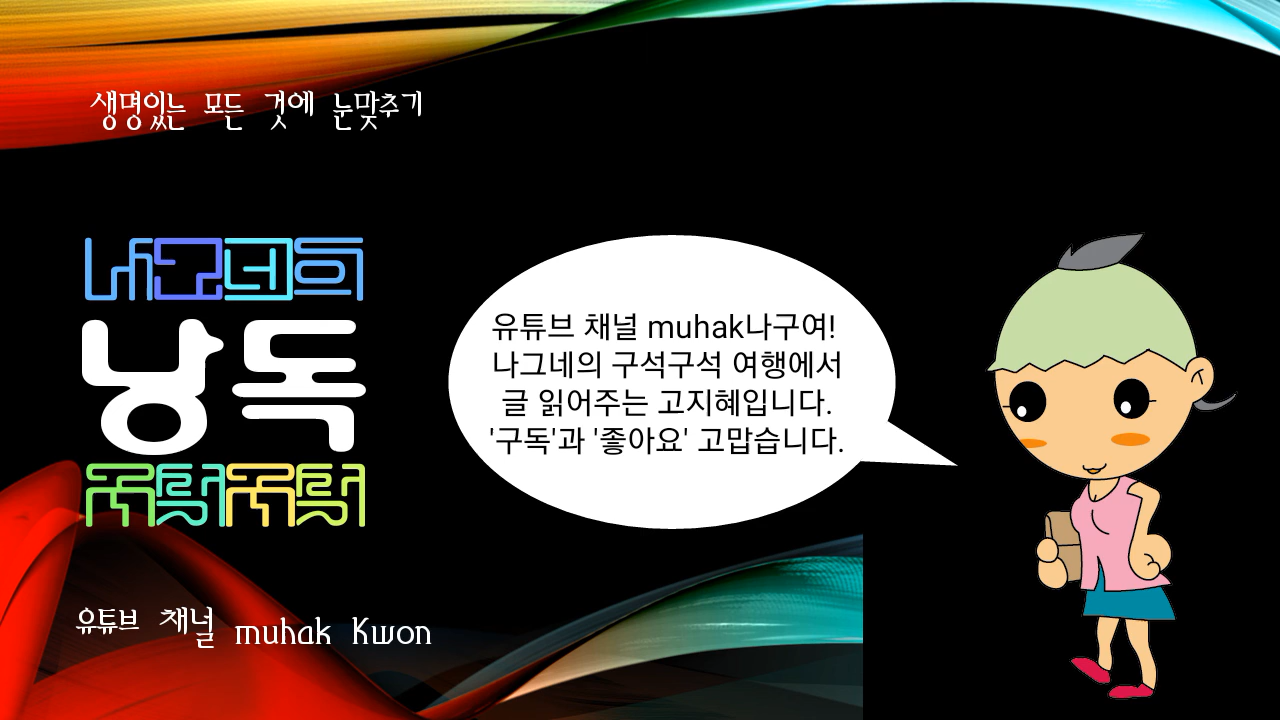 생명있는 모든 것에 눈맞추기
나그네의
낭독
구석구석
유튜브 채널 muhak나구여!
나그네의 구석구석 여행에서
글 읽어주는 고지혜입니다.
'구독'과 '좋아요' 고맙습니다.
유튜브 채널 muhak Kwon